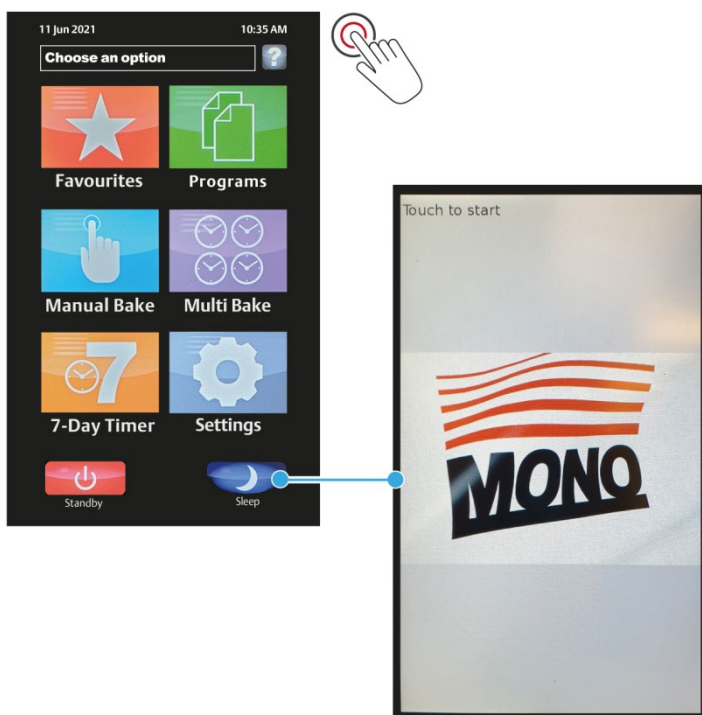 11 Jun 2021 10:35 AM
Choose an option ?
Favourites Programs
Manual Bake Multi Bake
7
7-Day Timer Settings
Standby Sleep
Touch to start
MONO